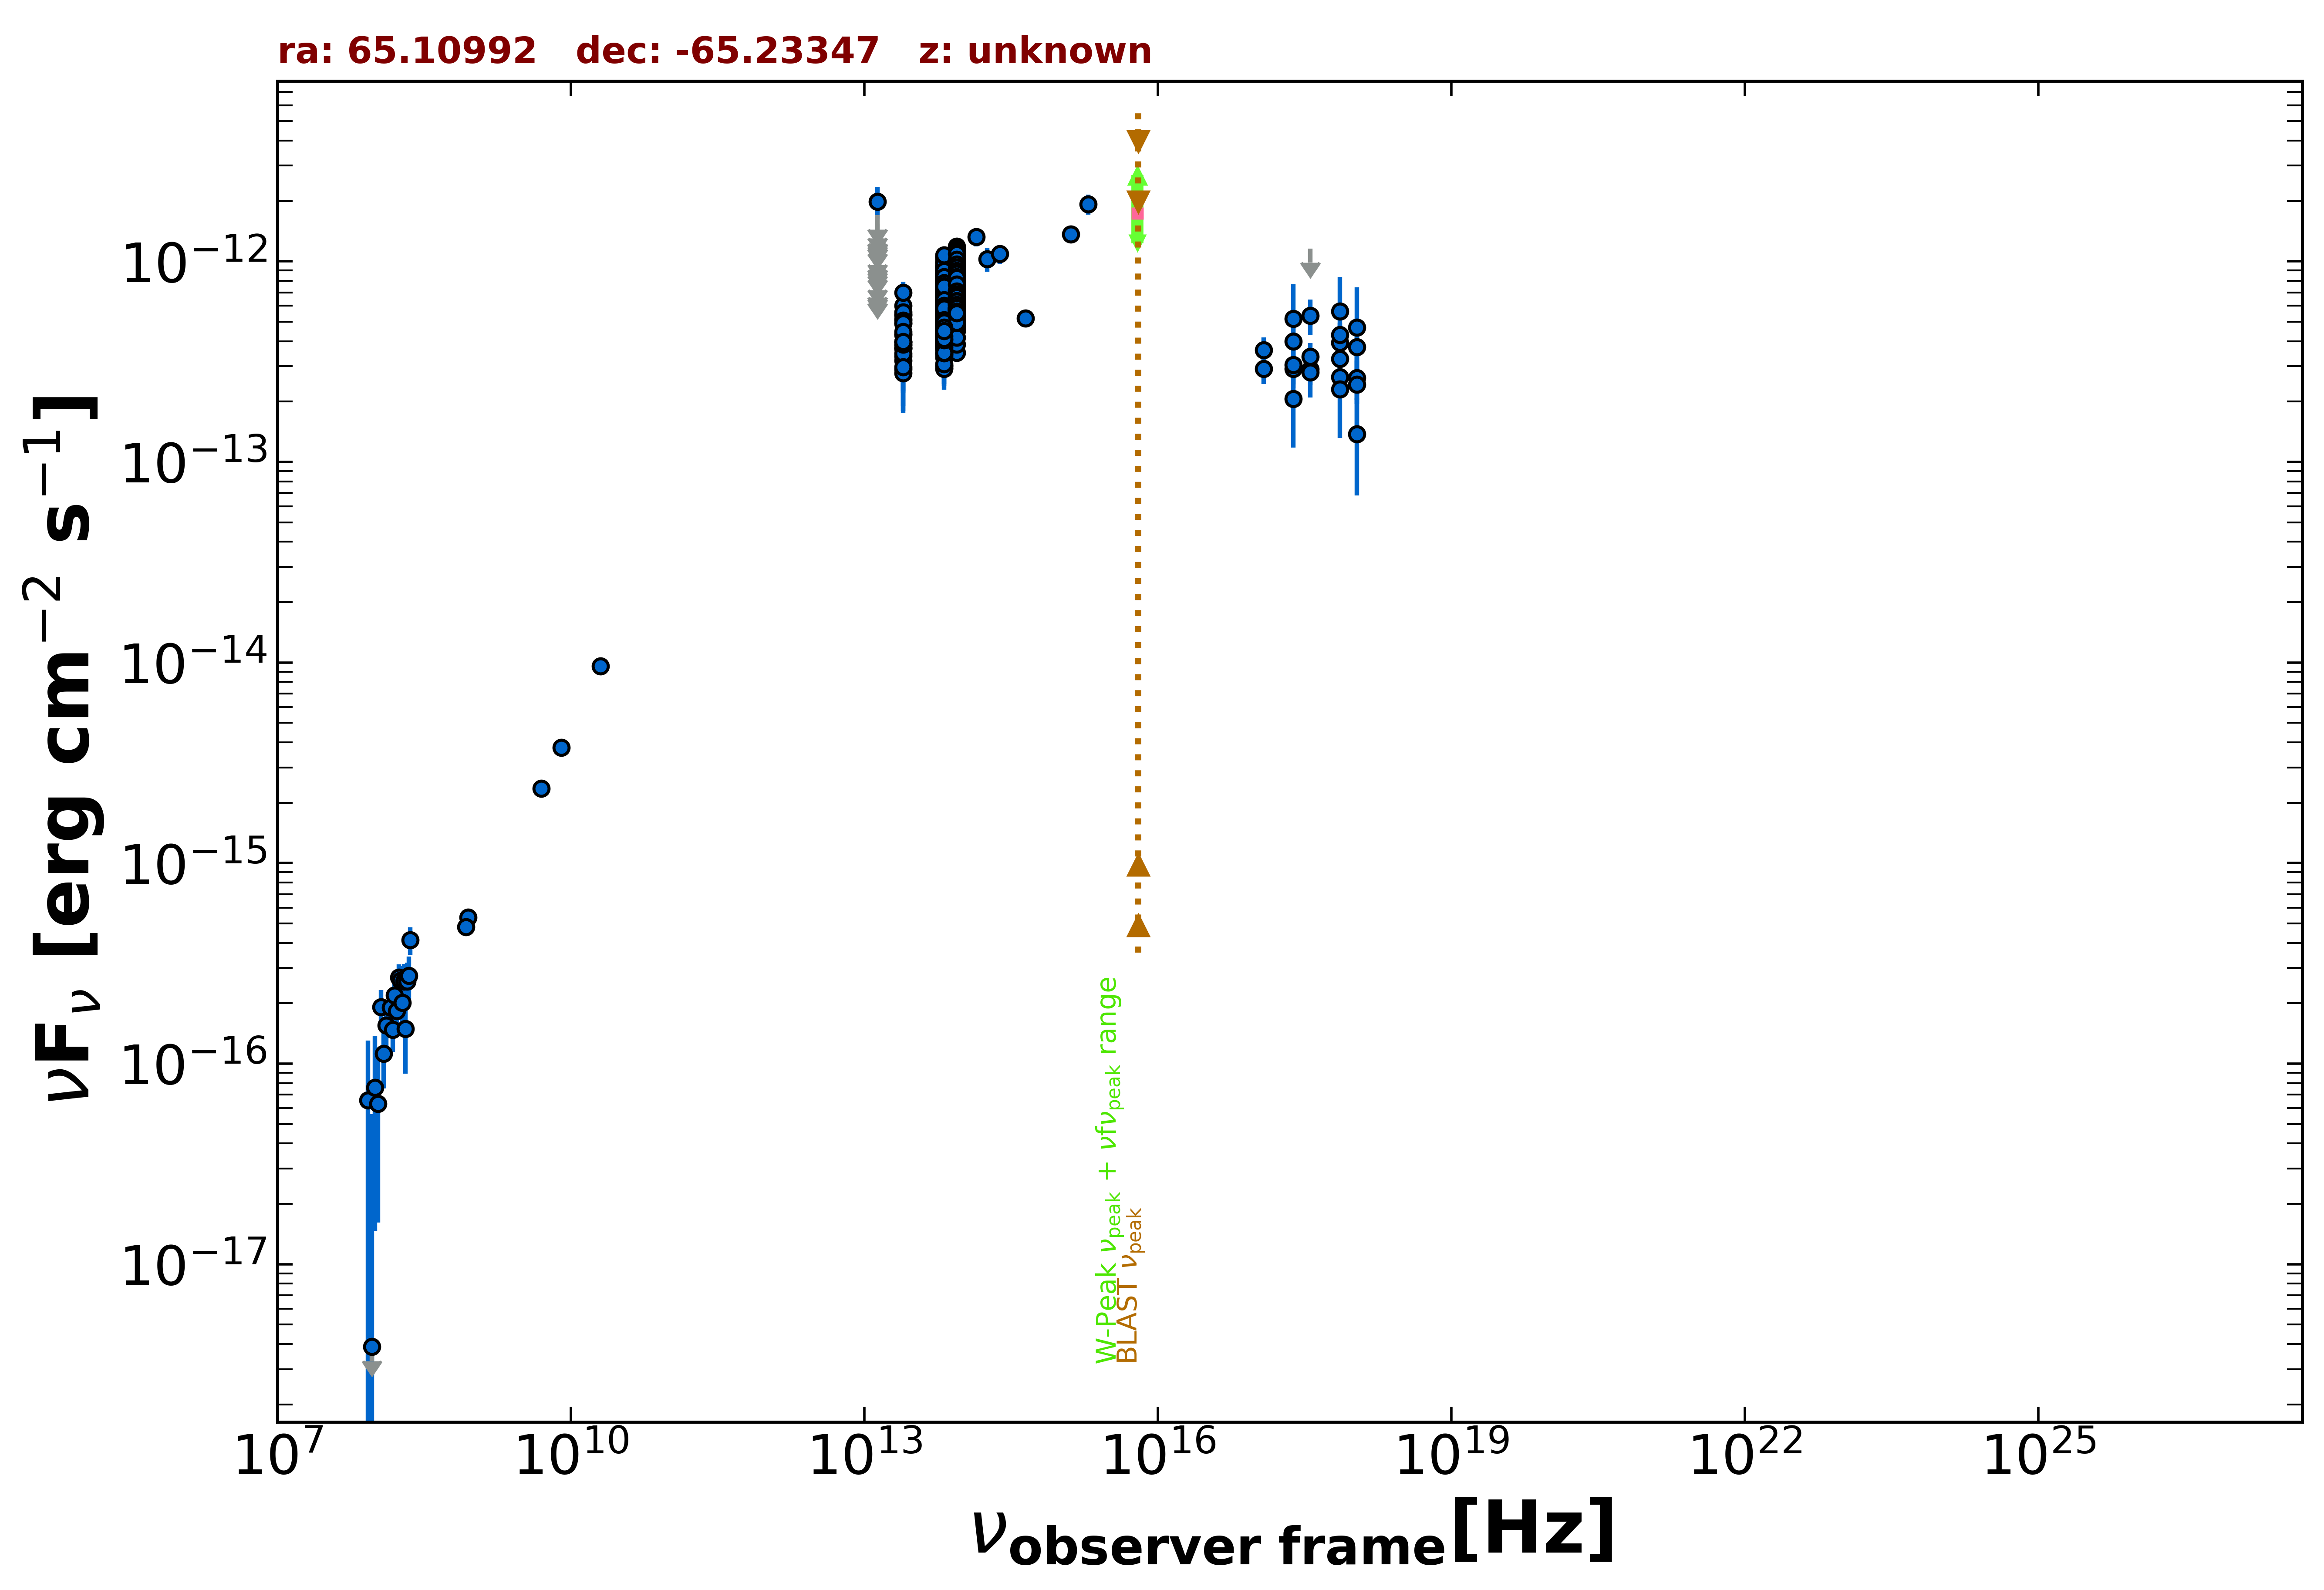 ra: 65.10992   dec: -65.23347   z: unknown
νFν [erg cm⁻² s⁻¹]
10⁻¹²
10⁻¹³
10⁻¹⁴
10⁻¹⁵
10⁻¹⁶
10⁻¹⁷
W-Peak νpeak + νfνpeak range
BLAST νpeak
10⁷ 10¹⁰ 10¹³ 10¹⁶ 10¹⁹ 10²² 10²⁵
νobserver frame[Hz]